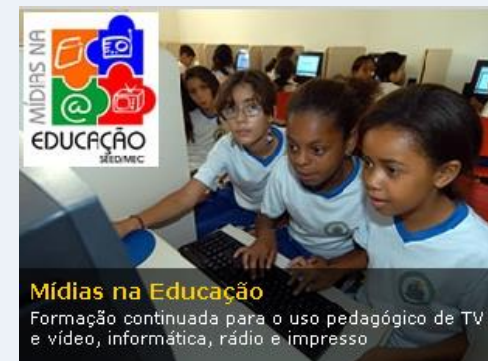 MÍDIAS NA
EDUCAÇÃO
SEED/MEC
Mídias na Educação
Formação continuada para o uso pedagógico de TV
e vídeo, informática, rádio e impresso